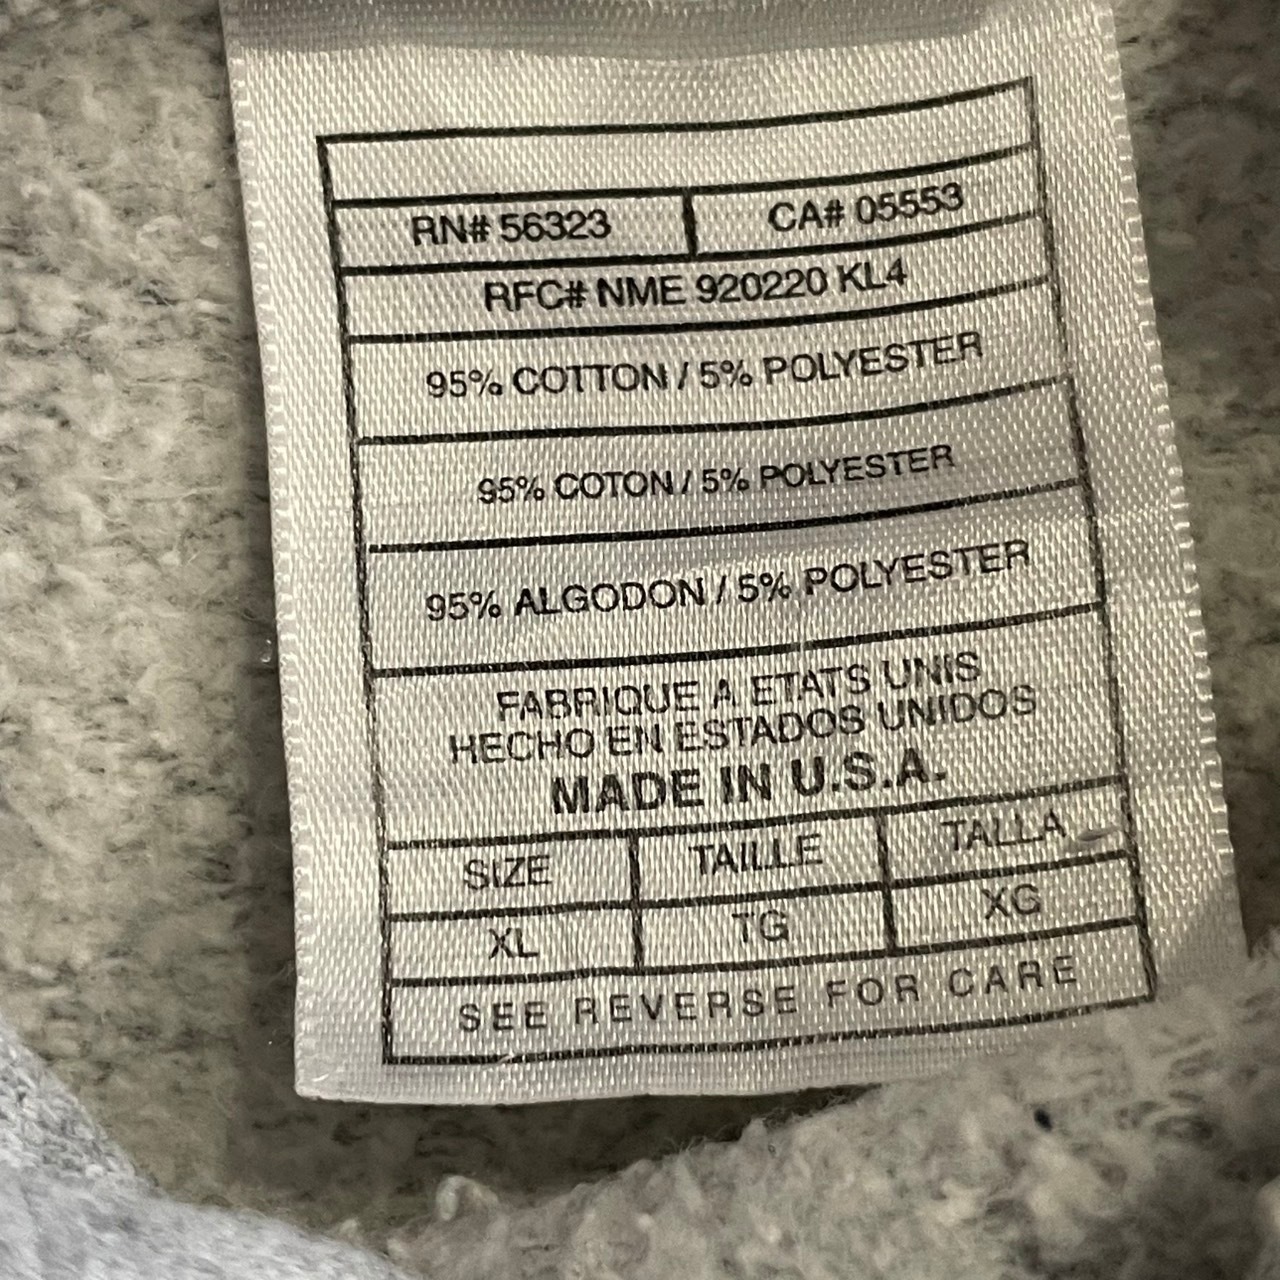 RN# 56323 CA# 05553
RFC# NME 920220 KL4
95% COTTON / 5% POLYESTER
95% COTON / 5% POLYESTER
95% ALGODON / 5% POLYESTER
FABRIQUE A ETATS UNIS
HECHO EN ESTADOS UNIDOS
MADE IN U.S.A.
SIZE TAILLE TALLA
XL TG XG
SEE REVERSE FOR CARE